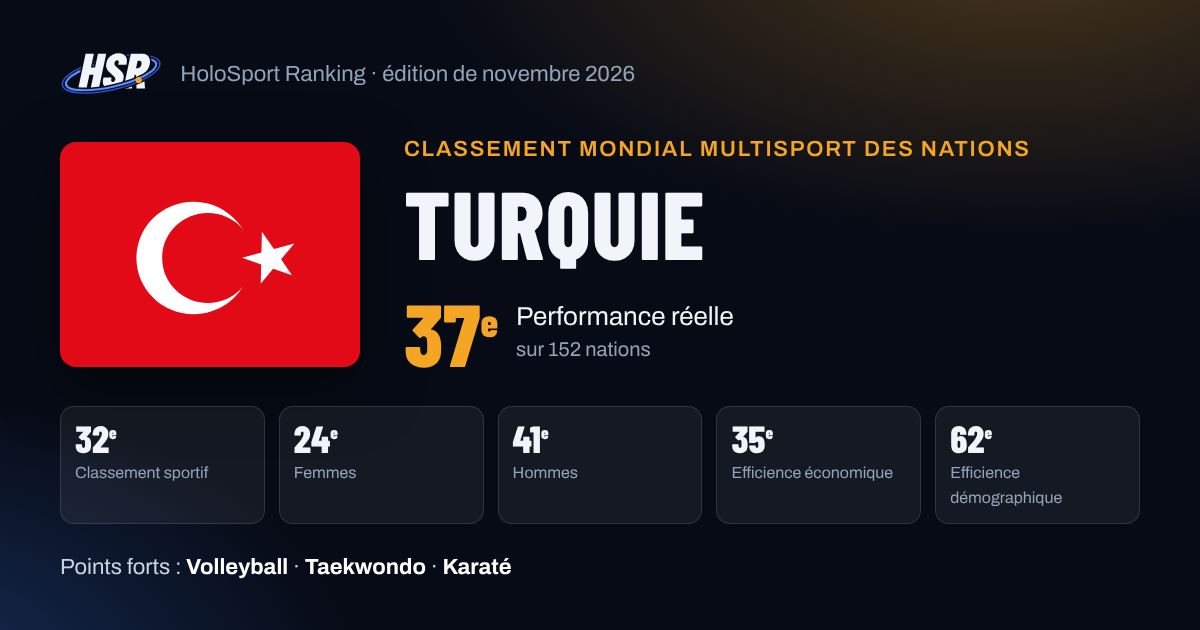 HSR
HoloSport Ranking · édition de novembre 2026
CLASSEMENT MONDIAL MULTISPORT DES NATIONS
TURQUIE
37e
Performance réelle
sur 152 nations
32e
Classement sportif
24e
Femmes
41e
Hommes
35e
Efficience économique
62e
Efficience
démographique
Points forts : Volleyball · Taekwondo · Karaté